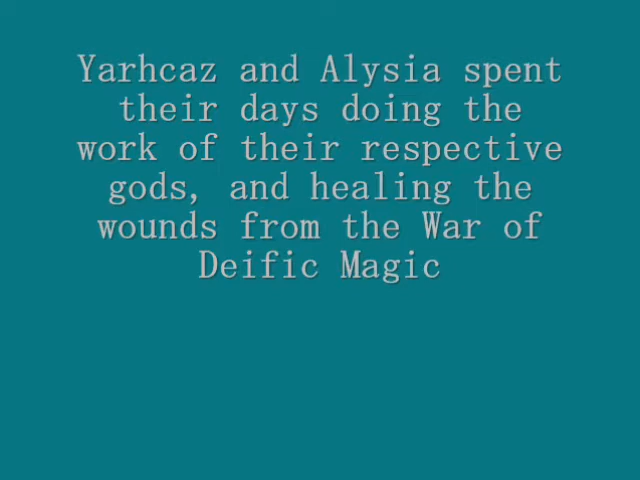 Yarhcaz and Alysia spent
their days doing the
work of their respective
gods, and healing the
wounds from the War of
Deific Magic